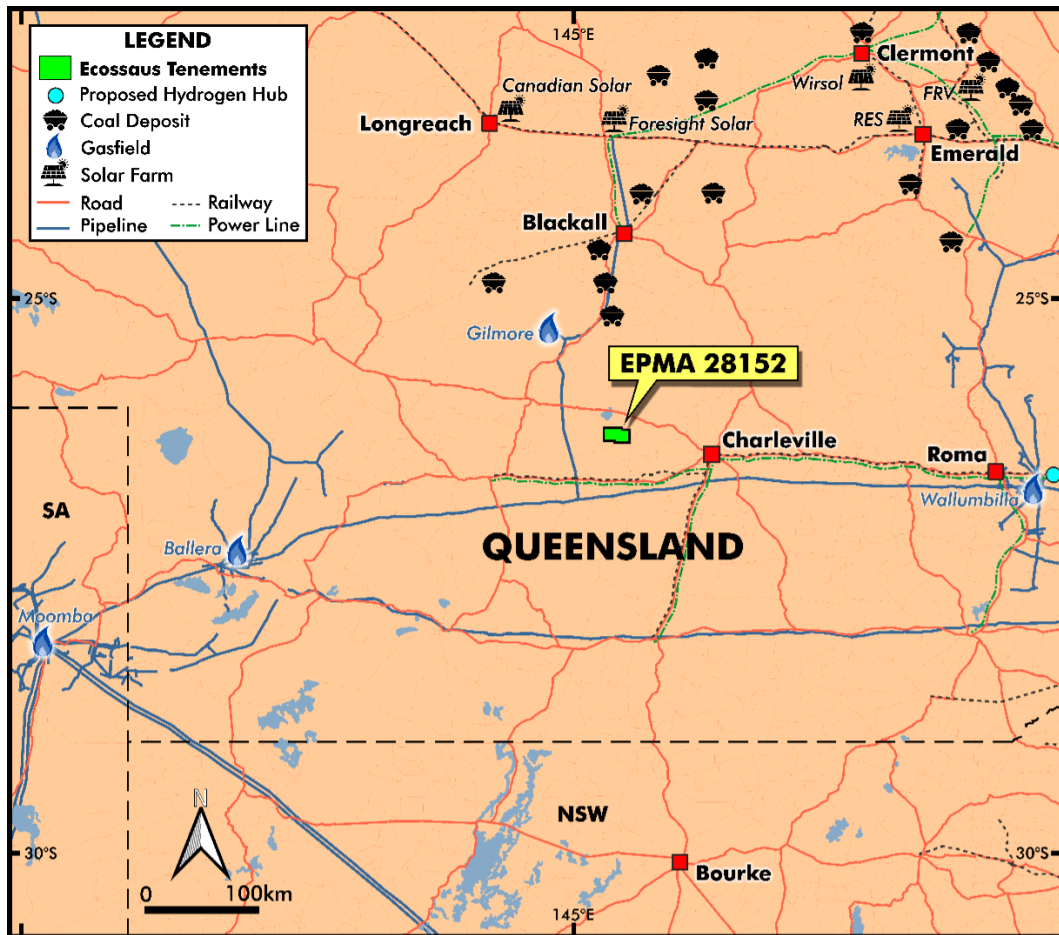 LEGEND
Ecossaus Tenements
Proposed Hydrogen Hub
Coal Deposit
Gasfield
Solar Farm
Road
Railway
Pipeline
Power Line
145°E
Clermont
Wirsol
FRV
Canadian Solar
Longreach
Foresight Solar
RES
Emerald
Blackall
25°S
25°S
Gilmore
EPMA 28152
Charleville
Roma
Wallumbilla
SA
Ballera
QUEENSLAND
Moomba
N
NSW
30°S
30°S
0
100km
Bourke
145°E